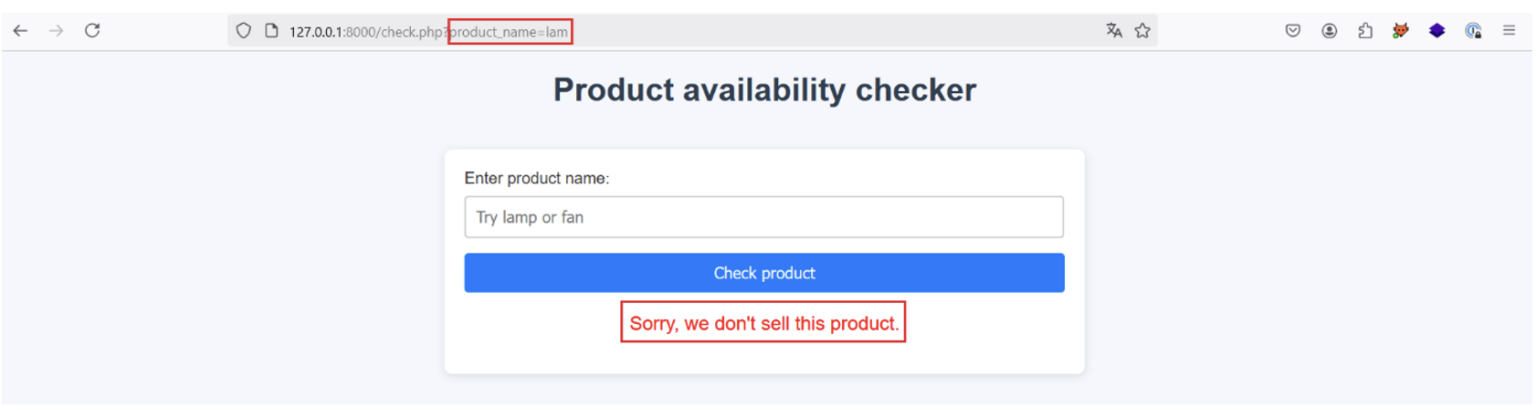 127.0.0.1:8000/check.php?product_name=lam
Product availability checker
Enter product name:
Try lamp or fan
Check product
Sorry, we don't sell this product.